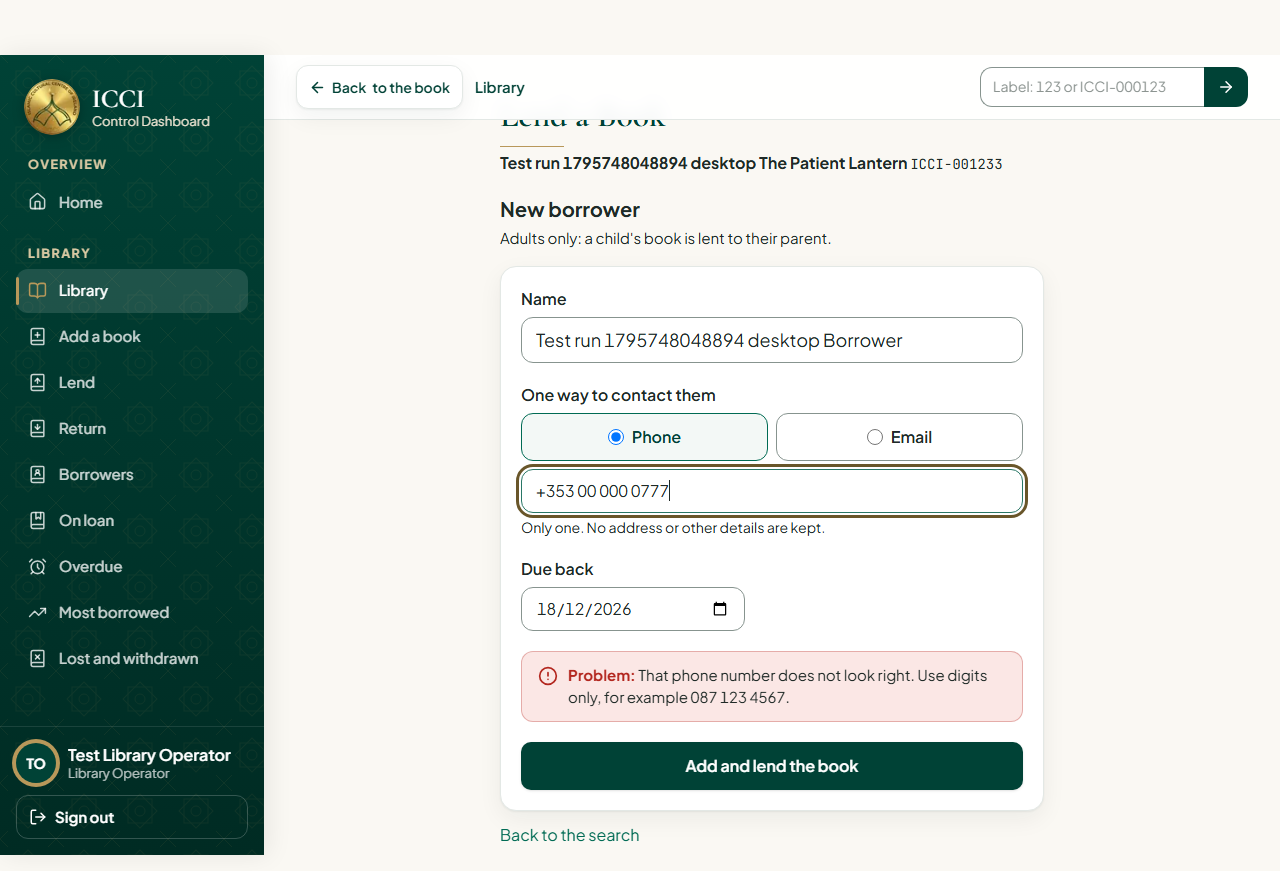 ICCI
Control Dashboard
OVERVIEW
Home
LIBRARY
Library
Add a book
Lend
Return
Borrowers
On loan
Overdue
Most borrowed
Lost and withdrawn
TO
Test Library Operator
Library Operator
Sign out
Back to the book
Library
Label: 123 or ICCI-000123
Lend a book
Test run 1795748048894 desktop The Patient Lantern ICCI-001233
New borrower
Adults only: a child's book is lent to their parent.
Name
Test run 1795748048894 desktop Borrower
One way to contact them
Phone
Email
+353 00 000 0777
Only one. No address or other details are kept.
Due back
18/12/2026
Problem: That phone number does not look right. Use digits
only, for example 087 123 4567.
Add and lend the book
Back to the search